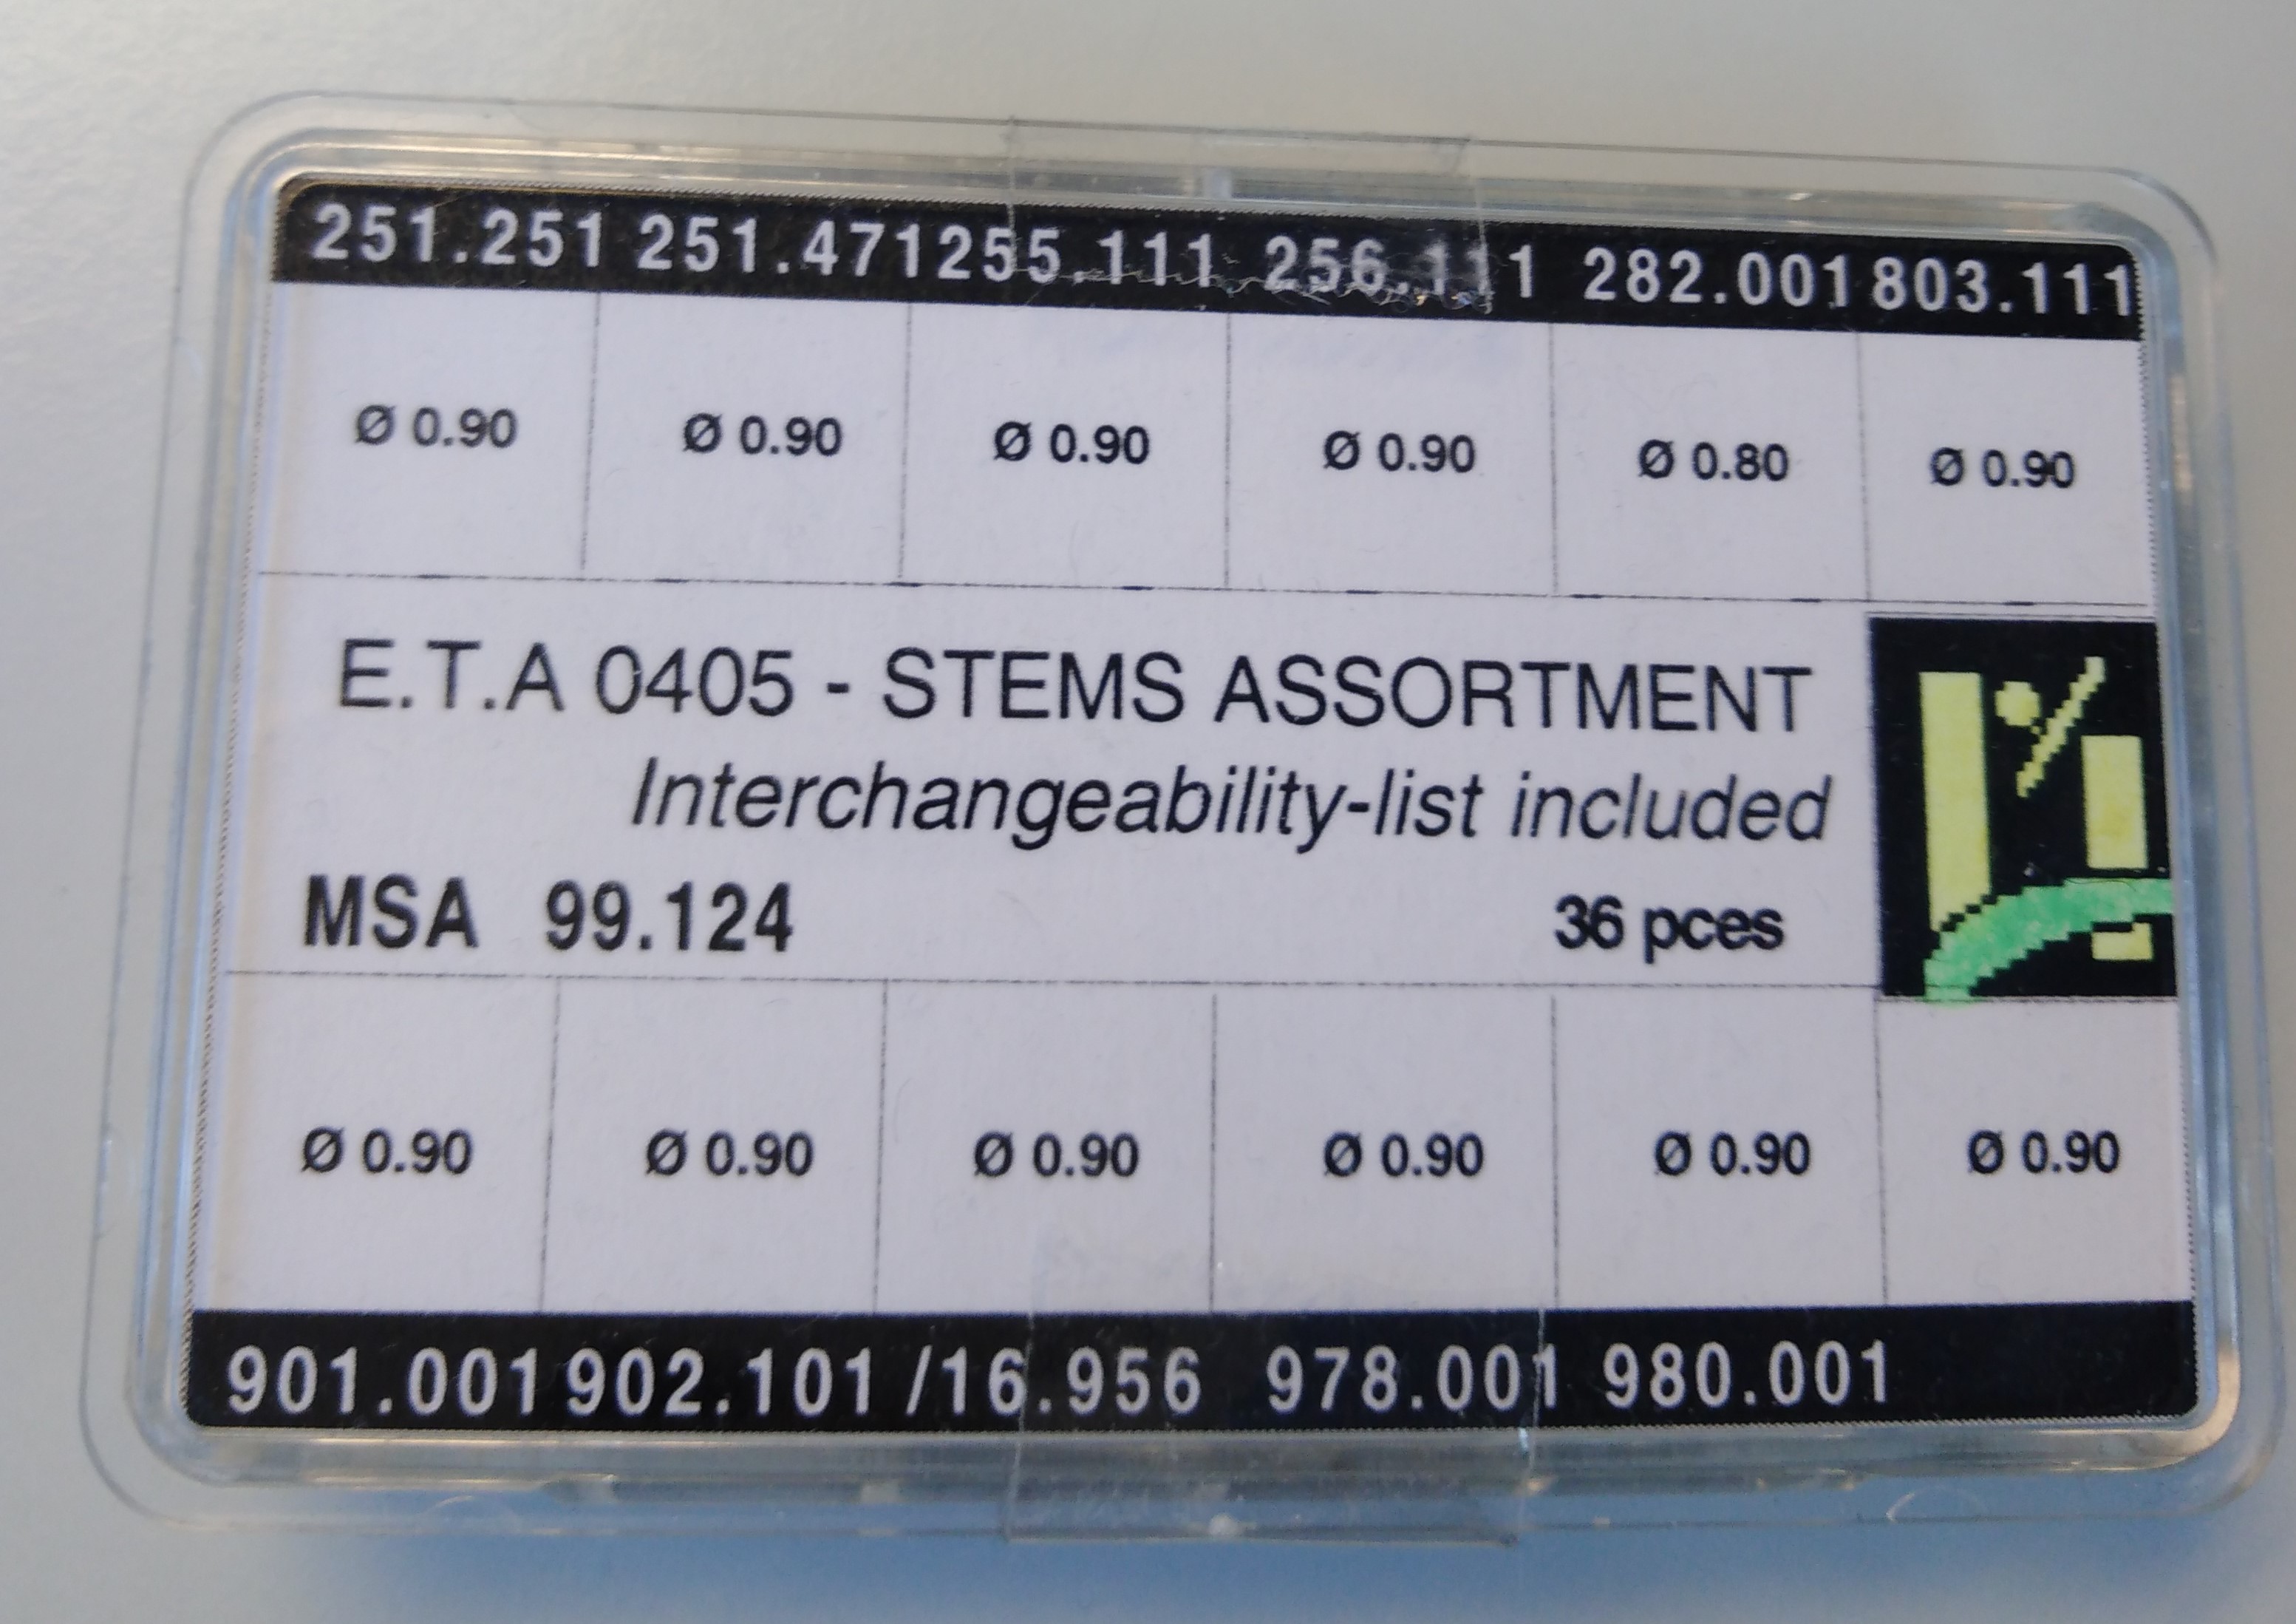 251.251 251.471 255.111 256.111 282.001 803.111
Ø 0.90 Ø 0.90 Ø 0.90 Ø 0.90 Ø 0.80 Ø 0.90
E.T.A 0405 - STEMS ASSORTMENT
Interchangeability-list included
MSA 99.124 36 pces
Ø 0.90 Ø 0.90 Ø 0.90 Ø 0.90 Ø 0.90 Ø 0.90
901.001 902.101 /16.956 978.001 980.001